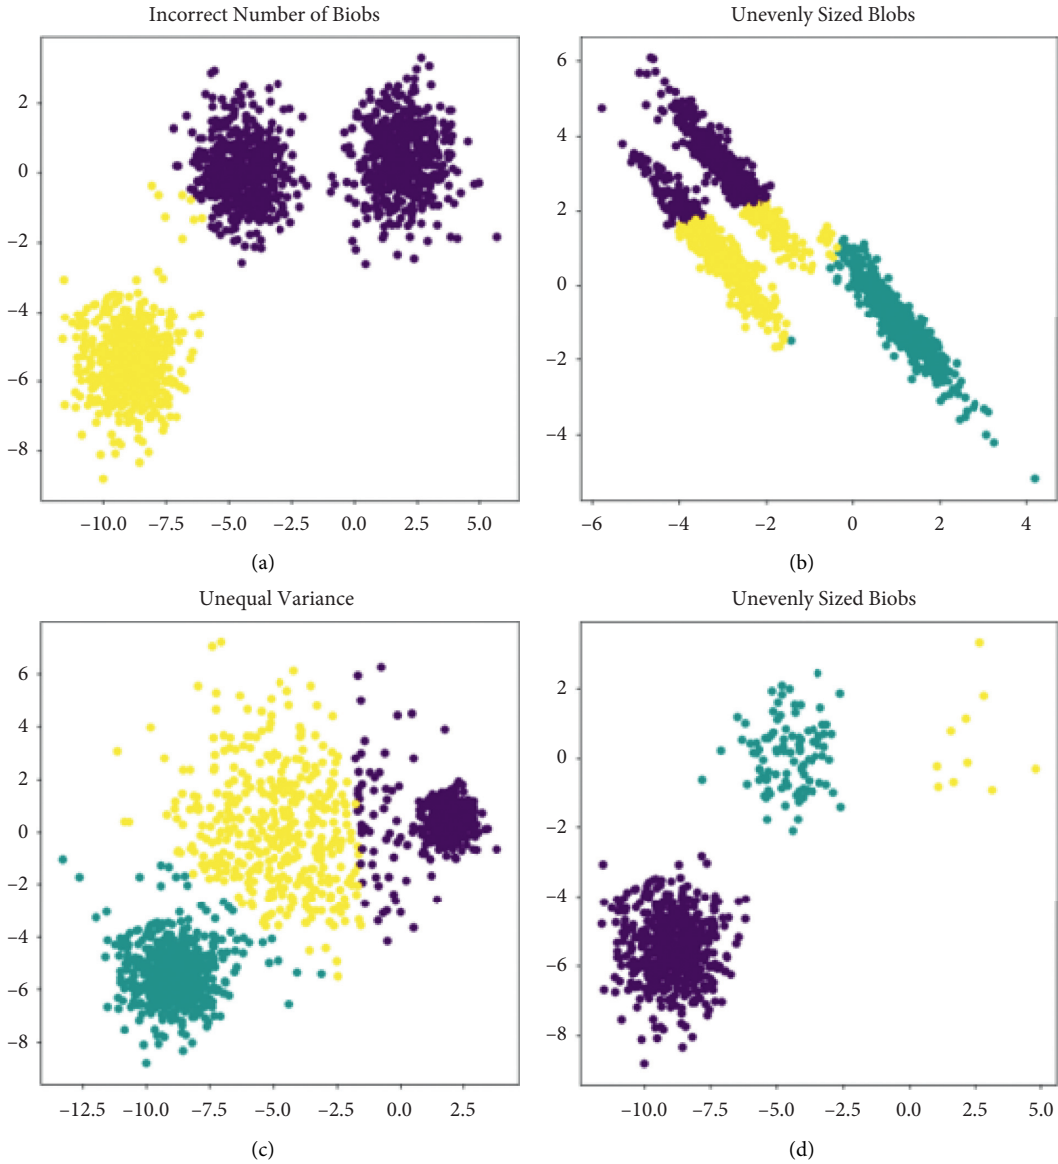 Incorrect Number of Biobs
2
0
−2
−4
−6
−8
−10.0 −7.5 −5.0 −2.5 0.0 2.5 5.0
(a)
Unevenly Sized Blobs
6
4
2
0
−2
−4
−6 −4 −2 0 2 4
(b)
Unequal Variance
6
4
2
0
−2
−4
−6
−8
−12.5 −10.0 −7.5 −5.0 −2.5 0.0 2.5
(c)
Unevenly Sized Biobs
2
0
−2
−4
−6
−8
−10.0 −7.5 −5.0 −2.5 0.0 2.5 5.0
(d)